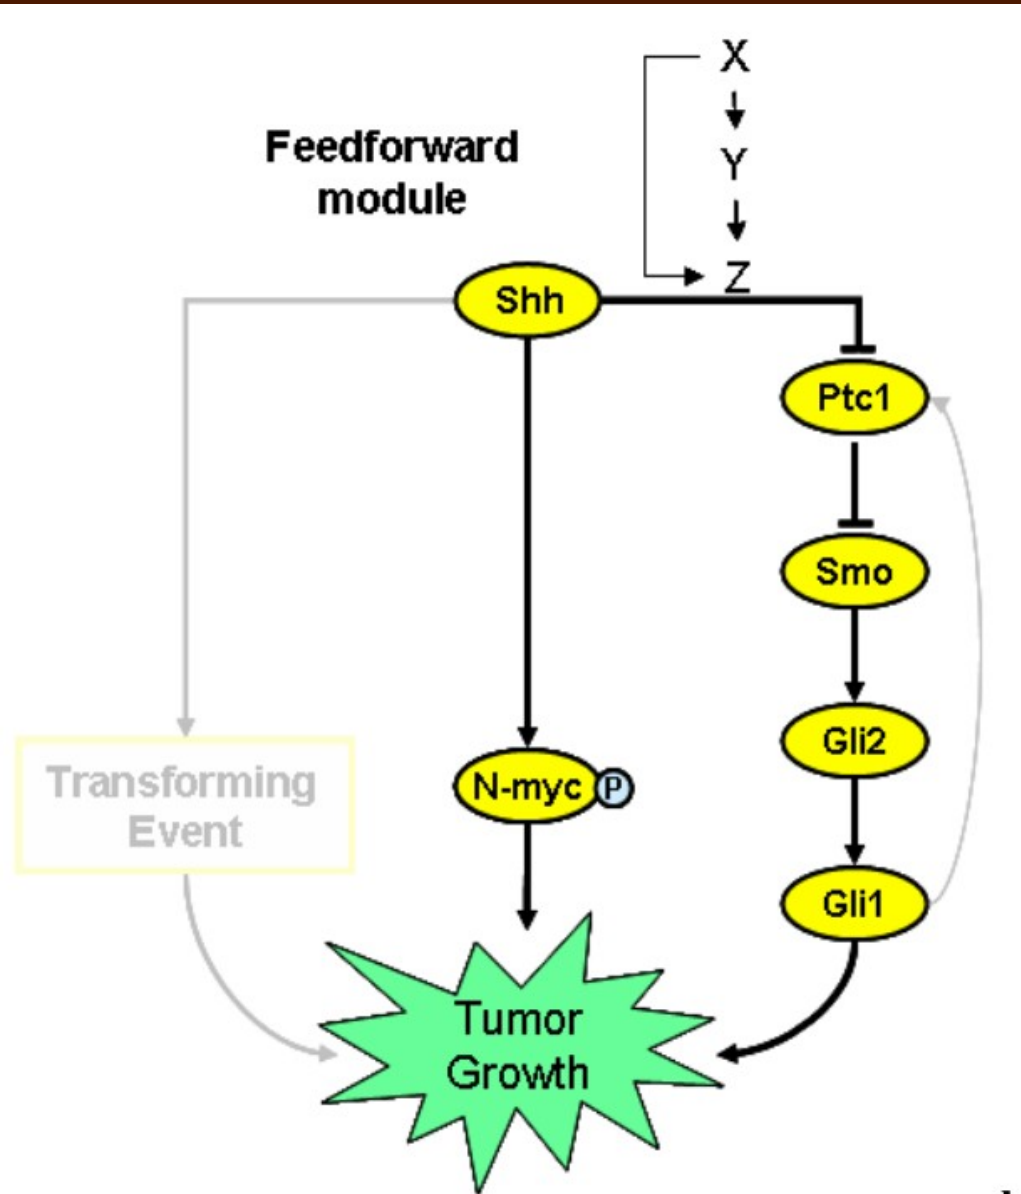 X
Feedforward
module
Y
Z
Shh
Ptc1
Smo
Gli2
N-myc
P
Transforming
Event
Gli1
Tumor
Growth